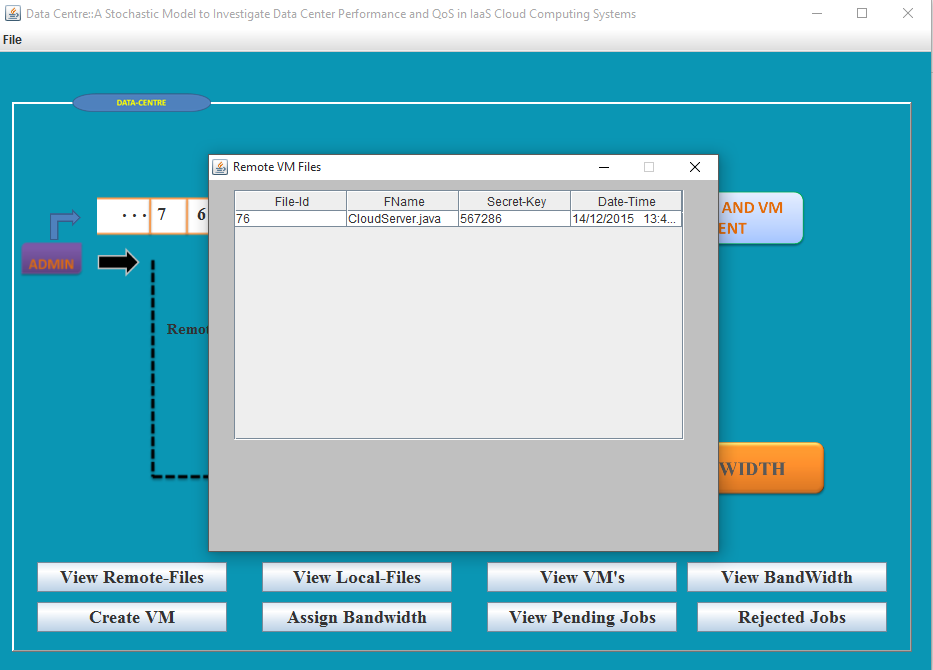 Data Centre::A Stochastic Model to Investigate Data Center Performance and QoS in IaaS Cloud Computing Systems
File
DATA-CENTRE
Remote VM Files
File-Id FName Secret-Key Date-Time
76 CloudServer.java 567286 14/12/2015 13:4...
... 7 6
AND VM
ENT
ADMIN
Remot
WIDTH
View Remote-Files View Local-Files View VM's View BandWidth
Create VM Assign Bandwidth View Pending Jobs Rejected Jobs